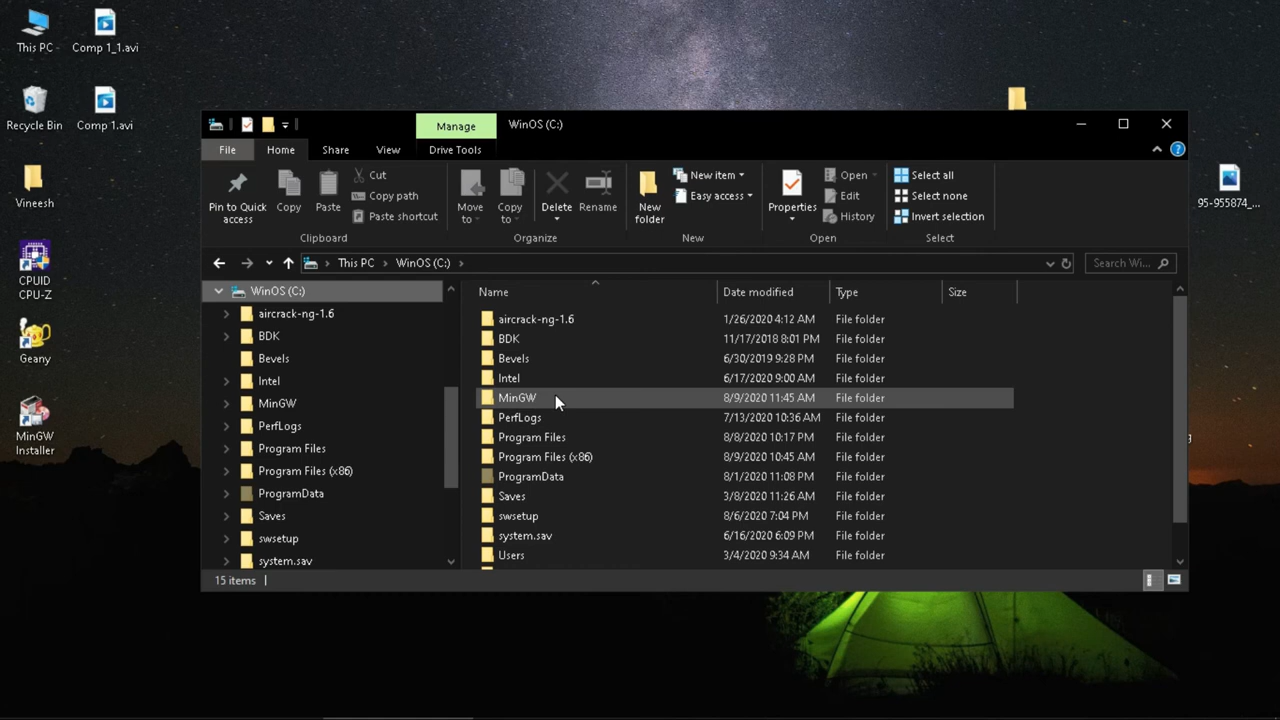 This PC
Comp 1_1.avi
Recycle Bin
Comp 1.avi
Vineesh
CPUID
CPU-Z
Geany
MinGW
Installer
95-955874_...
Manage
WinOS (C:)
File
Home
Share
View
Drive Tools
Pin to Quick
access
Copy
Paste
Cut
Copy path
Paste shortcut
Clipboard
Move
to
Copy
to
Delete
Rename
Organize
New
folder
New item
Easy access
New
Properties
Open
Edit
History
Open
Select all
Select none
Invert selection
Select
This PC
WinOS (C:)
Search Wi...
WinOS (C:)
aircrack-ng-1.6
BDK
Bevels
Intel
MinGW
PerfLogs
Program Files
Program Files (x86)
ProgramData
Saves
swsetup
system.sav
Name Date modified Type Size
aircrack-ng-1.6 1/26/2020 4:12 AM File folder
BDK 11/17/2018 8:01 PM File folder
Bevels 6/30/2019 9:28 PM File folder
Intel 6/17/2020 9:00 AM File folder
MinGW 8/9/2020 11:45 AM File folder
PerfLogs 7/13/2020 10:36 AM File folder
Program Files 8/8/2020 10:17 PM File folder
Program Files (x86) 8/9/2020 10:45 AM File folder
ProgramData 8/1/2020 11:08 PM File folder
Saves 3/8/2020 11:26 AM File folder
swsetup 8/6/2020 7:04 PM File folder
system.sav 6/16/2020 6:09 PM File folder
Users 3/4/2020 9:34 AM File folder
15 items